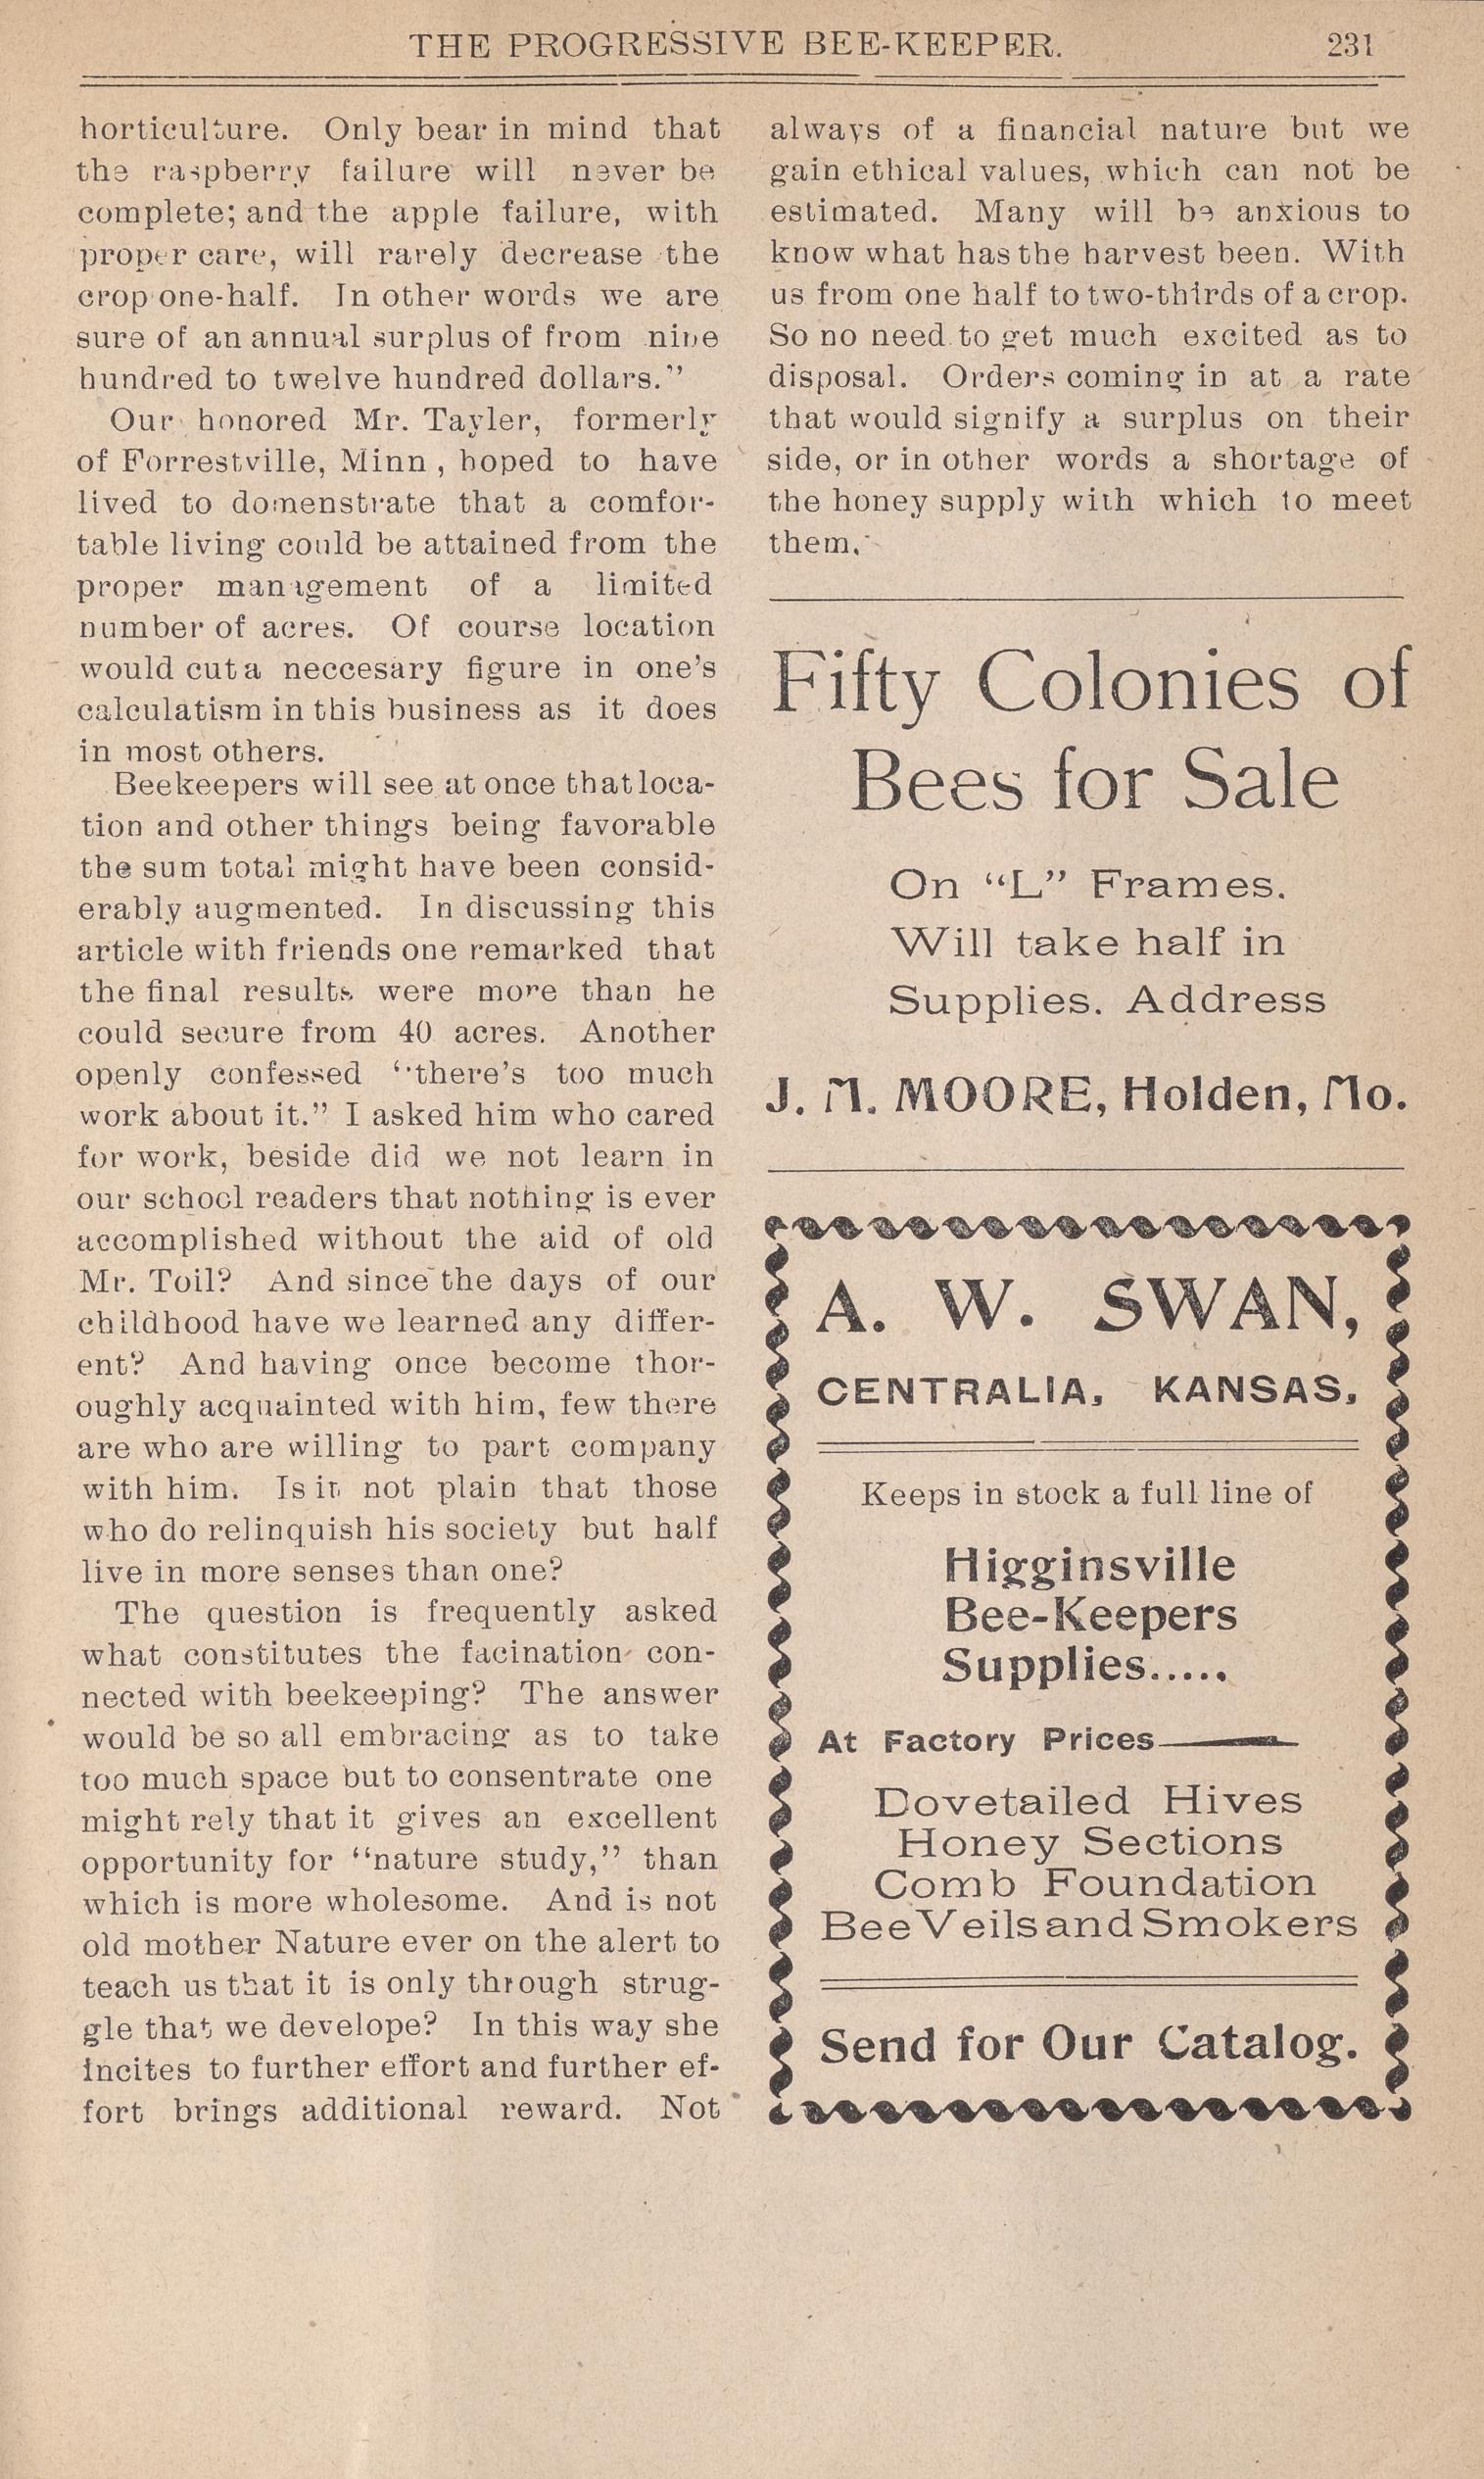 THE PROGRESSIVE BEE-KEEPER. 231
horticulture. Only bear in mind that
the raspberry failure will never be
complete; and the apple failure, with
proper care, will rarely decrease the
crop one-half. In other words we are
sure of an annual surplus of from nine
hundred to twelve hundred dollars."
Our honored Mr. Tayler, formerly
of Forrestville, Minn, hoped to have
lived to domenstrate that a comfor-
table living could be attained from the
proper management of a limited
number of acres. Of course location
would cut a neccesary figure in one's
calculatism in this business as it does
in most others.
Beekeepers will see at once that loca-
tion and other things being favorable
the sum total might have been consid-
erably augmented. In discussing this
article with friends one remarked that
the final results were more than he
could secure from 40 acres. Another
openly confessed "there's too much
work about it." I asked him who cared
for work, beside did we not learn in
our school readers that nothing is ever
accomplished without the aid of old
Mr. Toil? And since the days of our
childhood have we learned any differ-
ent? And having once become thor-
oughly acquainted with him, few there
are who are willing to part company
with him. Is it not plain that those
who do relinquish his society but half
live in more senses than one?
The question is frequently asked
what constitutes the facination con-
nected with beekeeping? The answer
would be so all embracing as to take
too much space but to consentrate one
might rely that it gives an excellent
opportunity for "nature study," than
which is more wholesome. And is not
old mother Nature ever on the alert to
teach us that it is only through strug-
gle that we develope? In this way she
incites to further effort and further ef-
fort brings additional reward. Not
always of a financial nature but we
gain ethical values, which can not be
estimated. Many will be anxious to
know what has the harvest been. With
us from one half to two-thirds of a crop.
So no need to get much excited as to
disposal. Orders coming in at a rate
that would signify a surplus on their
side, or in other words a shortage of
the honey supply with which to meet
them.
Fifty Colonies of
Bees for Sale
On "L" Frames.
Will take half in
Supplies. Address
J. M. MOORE, Holden, Mo.
A. W. SWAN,
CENTRALIA, KANSAS,
Keeps in stock a full line of
Higginsville
Bee-Keepers
Supplies.....
At Factory Prices
Dovetailed Hives
Honey Sections
Comb Foundation
Bee Veils and Smokers
Send for Our Catalog.